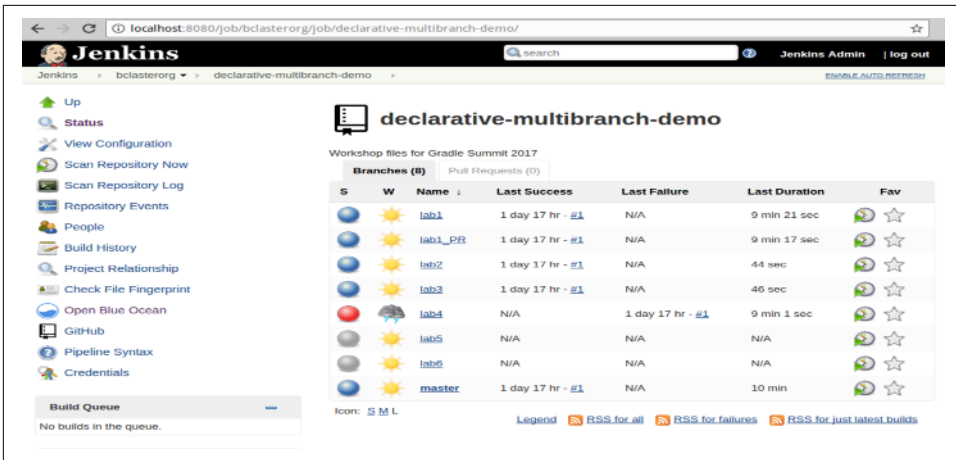 localhost:8080/job/bclasterorg/job/declarative-multibranch-demo/
Jenkins
search
Jenkins Admin | log out
Jenkins bclasterorg declarative-multibranch-demo
ENABLE AUTO REFRESH
Up
Status
View Configuration
Scan Repository Now
Scan Repository Log
Repository Events
People
Build History
Project Relationship
Check File Fingerprint
Open Blue Ocean
GitHub
Pipeline Syntax
Credentials
Build Queue
No builds in the queue.
declarative-multibranch-demo
Workshop files for Gradle Summit 2017
Branches (8) Pull Requests (0)
S W Name ↓ Last Success Last Failure Last Duration Fav
lab1 1 day 17 hr - #1 N/A 9 min 21 sec
lab1_PR 1 day 17 hr - #1 N/A 9 min 17 sec
lab2 1 day 17 hr - #1 N/A 44 sec
lab3 1 day 17 hr - #1 N/A 46 sec
lab4 N/A 1 day 17 hr - #1 9 min 1 sec
lab5 N/A N/A N/A
lab6 N/A N/A N/A
master 1 day 17 hr - #1 N/A 10 min
Icon: S M L
Legend RSS for all RSS for failures RSS for just latest builds